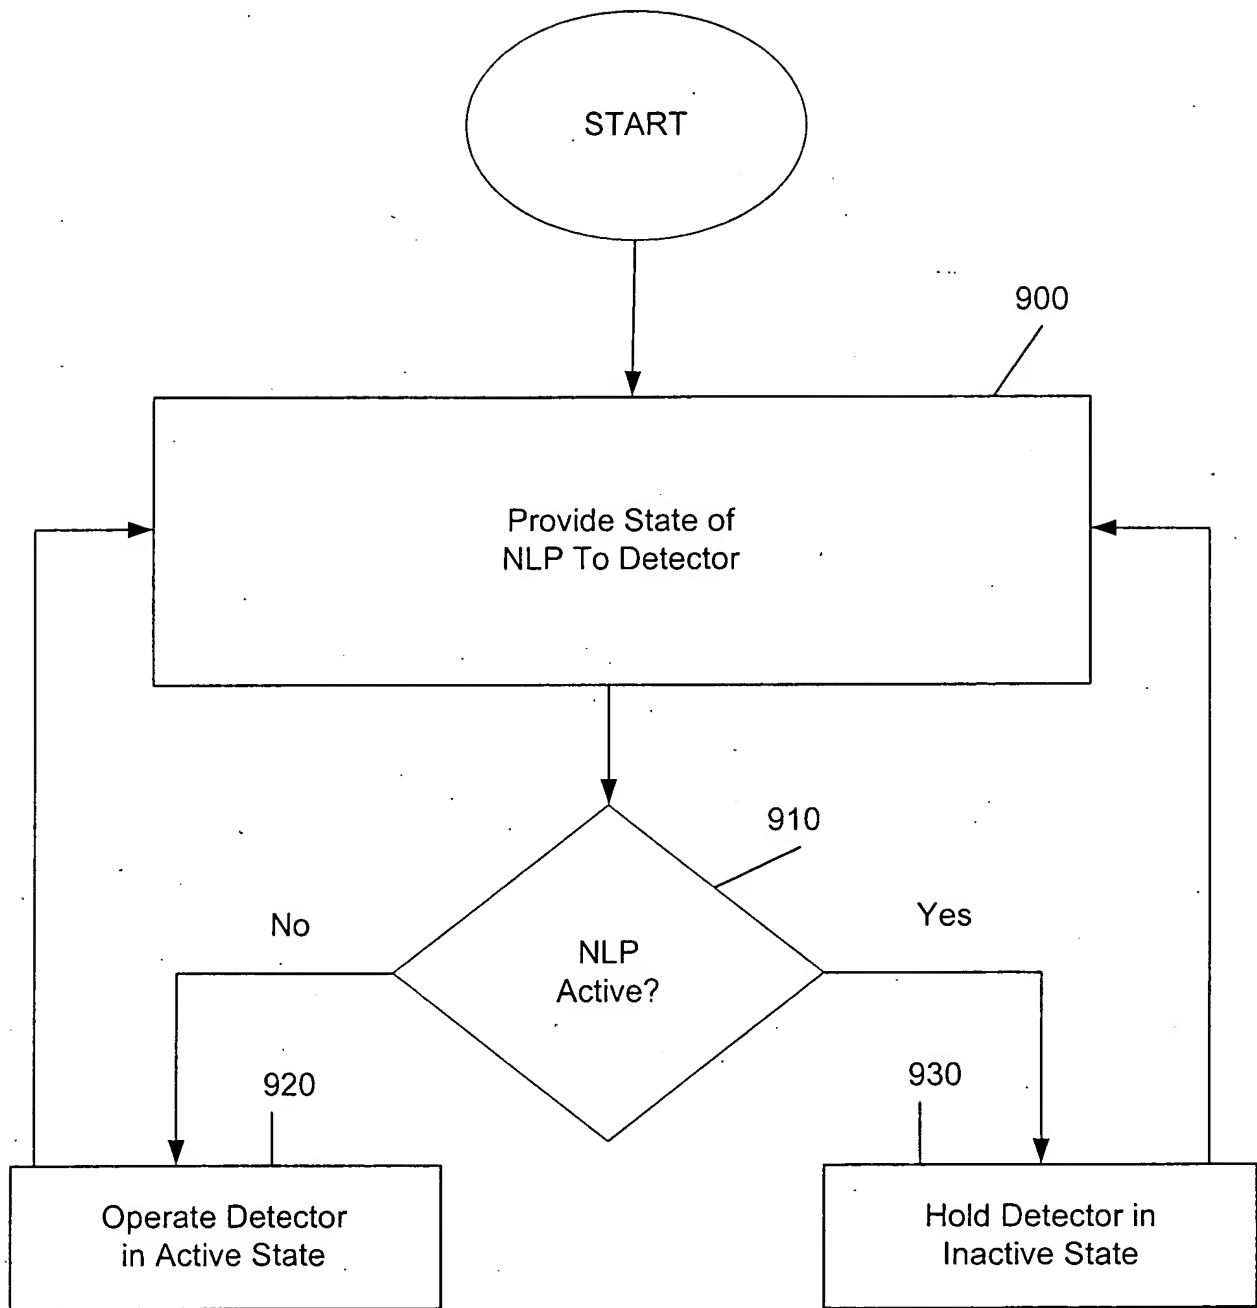 START
900
Provide State of
NLP To Detector
910
No
Yes
NLP
Active?
920
930
Operate Detector
in Active State
Hold Detector in
Inactive State